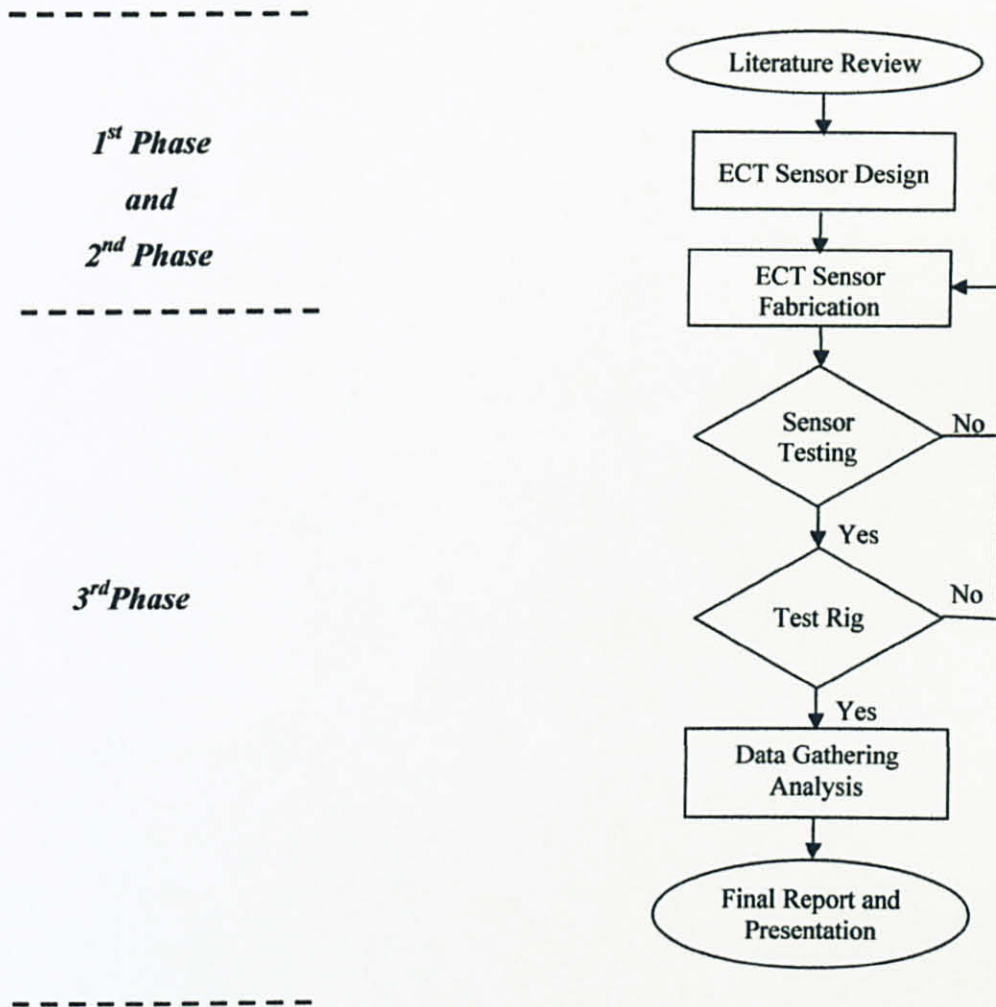 Literature Review
1st Phase
and
2nd Phase
ECT Sensor Design
ECT Sensor
Fabrication
Sensor
Testing
No
Yes
3rdPhase
Test Rig
No
Yes
Data Gathering
Analysis
Final Report and
Presentation